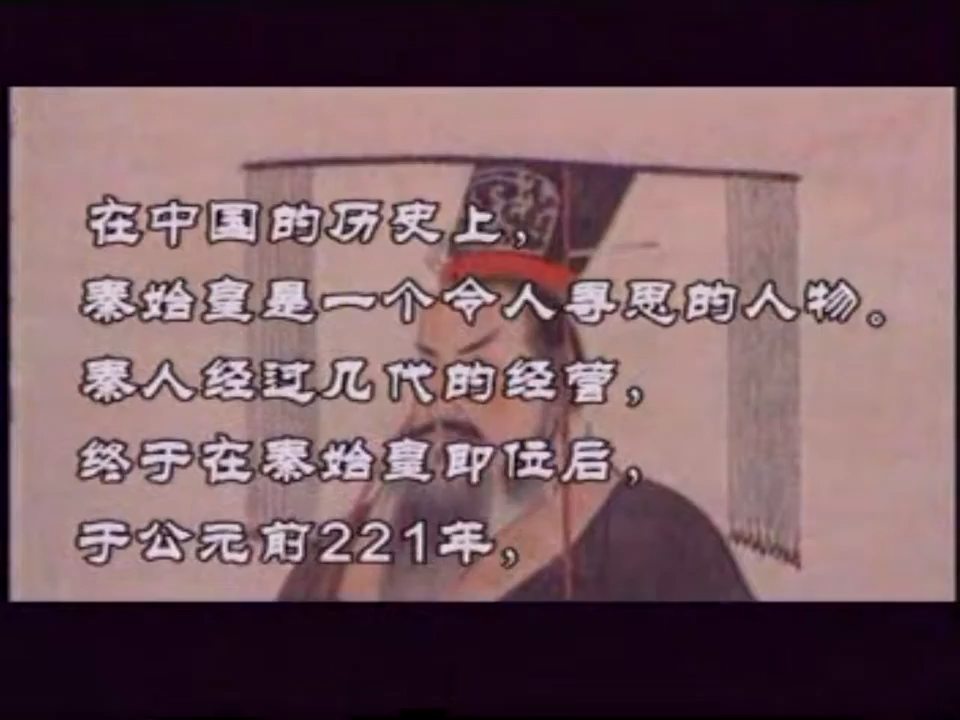 在中国的历史上，
秦始皇是一个令人寻思的人物。
秦人经过几代的经营，
终于在秦始皇即位后，
于公元前221年，